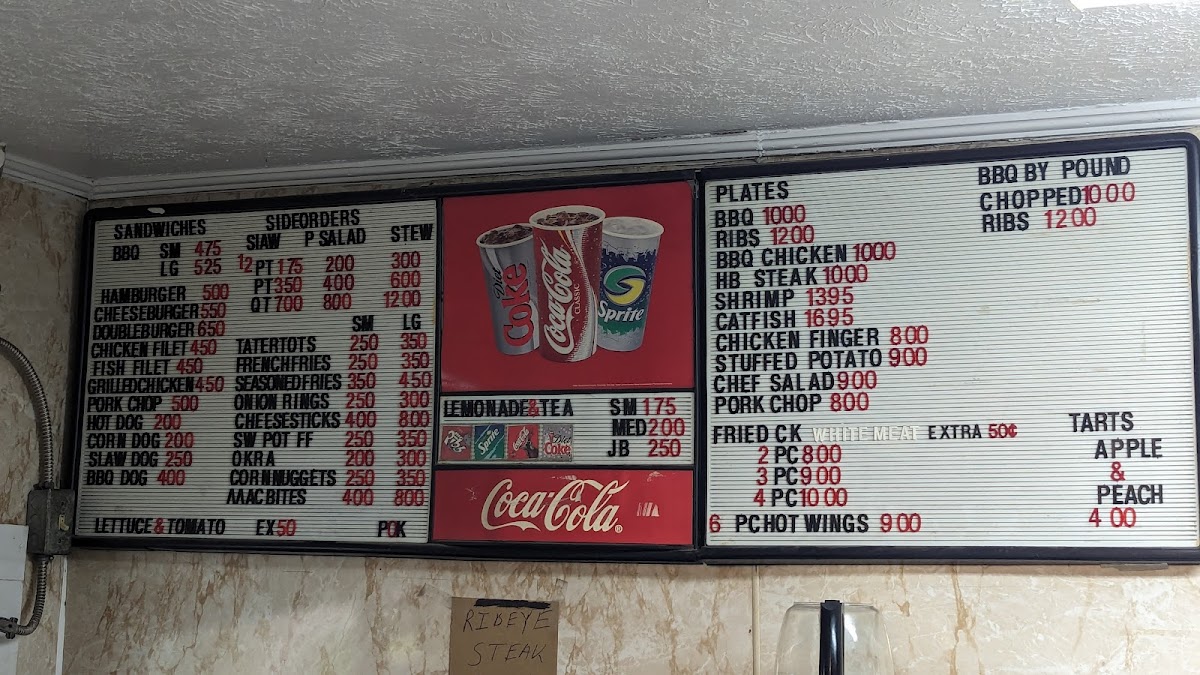 SANDWICHES
BBQ SM 475
LG 525
HAMBURGER 500
CHEESEBURGER 550
DOUBLEBURGER 650
CHICKEN FILET 450
FISH FILET 450
GRILLEDCHICKEN 450
PORK CHOP 500
HOT DOG 200
CORN DOG 200
SLAW DOG 250
BBQ DOG 400
LETTUCE & TOMATO EX 50
SIDEORDERS
SlAW P SALAD STEW
12 PT 175 200 300
PT 350 400 600
QT 700 800 1200
SM LG
TATERTOTS 250 350
FRENCHFRIES 250 350
SEASONEDFRIES 350 450
ONION RINGS 250 300
CHEESESTICKS 400 800
SW POT FF 250 350
OKRA 200 300
CORNNUGGETS 250 350
MAC BITES 400 800
Diet Coke
Coca-Cola CLASSIC
Sprite
LEMONADE & TEA SM 175
MED 200
JB 250
Sprite
Diet Coke
Coca-Cola®
PLATES
BBQ 1000
RIBS 1200
BBQ CHICKEN 1000
HB STEAK 1000
SHRIMP 1395
CATFISH 1695
CHICKEN FINGER 800
STUFFED POTATO 900
CHEF SALAD 900
PORK CHOP 800
FRIED CK WHITE MEAT EXTRA 50¢
2 PC 800
3 PC 900
4 PC 1000
6 PC HOT WINGS 900
BBQ BY POUND
CHOPPED 1000
RIBS 1200
TARTS
APPLE
&
PEACH
400
RIBEYE
STEAK